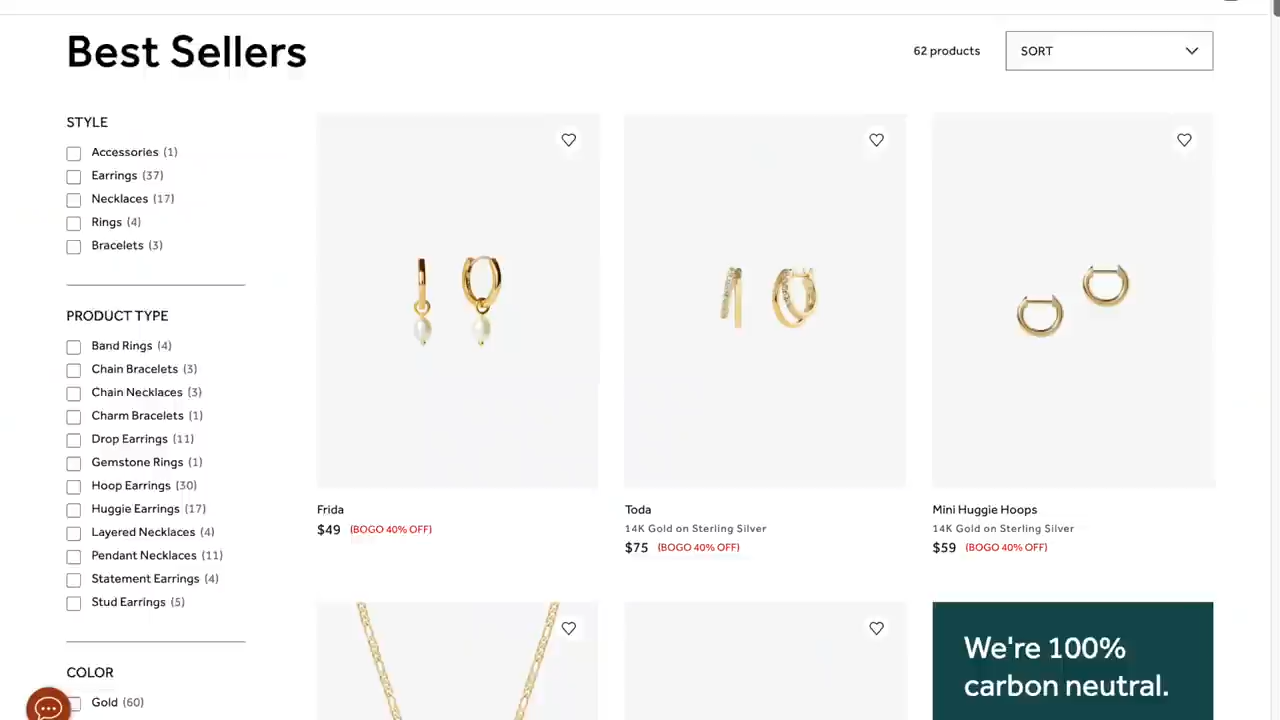 Best Sellers
62 products
SORT
STYLE
Accessories (1)
Earrings (37)
Necklaces (17)
Rings (4)
Bracelets (3)
PRODUCT TYPE
Band Rings (4)
Chain Bracelets (3)
Chain Necklaces (3)
Charm Bracelets (1)
Drop Earrings (11)
Gemstone Rings (1)
Hoop Earrings (30)
Huggie Earrings (17)
Layered Necklaces (4)
Pendant Necklaces (11)
Statement Earrings (4)
Stud Earrings (5)
COLOR
Gold (60)
Frida
$49 (BOGO 40% OFF)
Toda
14K Gold on Sterling Silver
$75 (BOGO 40% OFF)
Mini Huggie Hoops
14K Gold on Sterling Silver
$59 (BOGO 40% OFF)
We're 100%
carbon neutral.